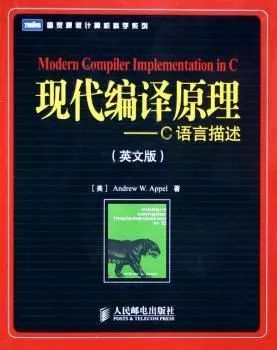 图灵原版计算机科学系列
Modern Compiler Implementation in C
现代编译原理
——C 语言描述
(英文版)
[美] Andrew W. Appel 著
modern
compiler
implementation
in C
人民邮电出版社
POSTS & TELECOM PRESS